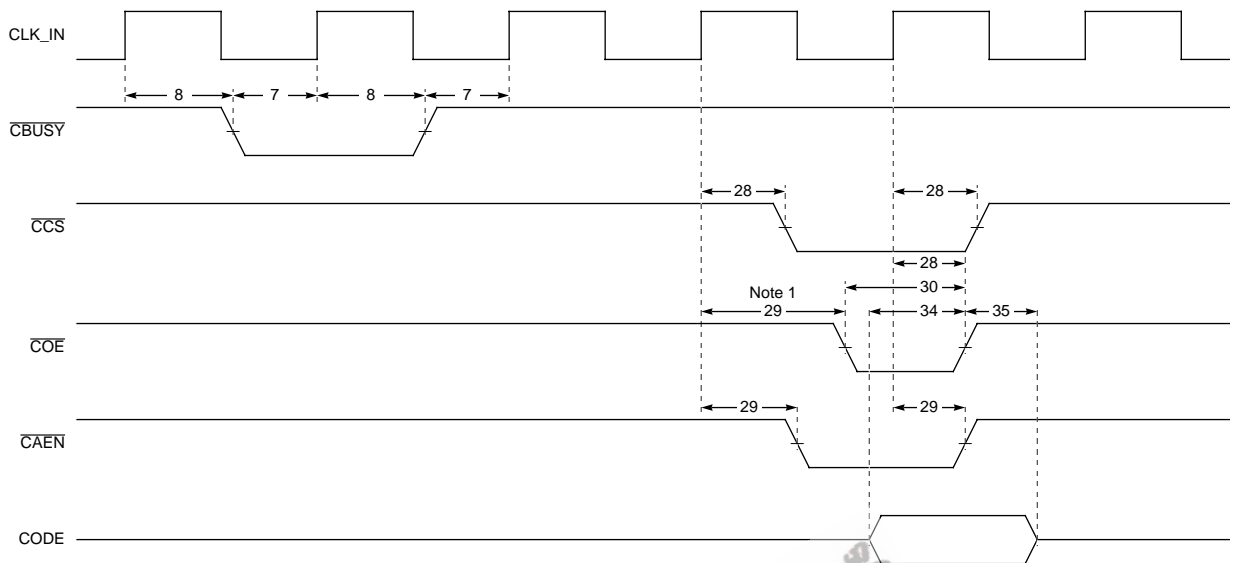 CLK_IN
8 7 8 7
CBUSY
28 28
CCS
28
30
Note 1
29 34 35
COE
29 29
CAEN
CODE